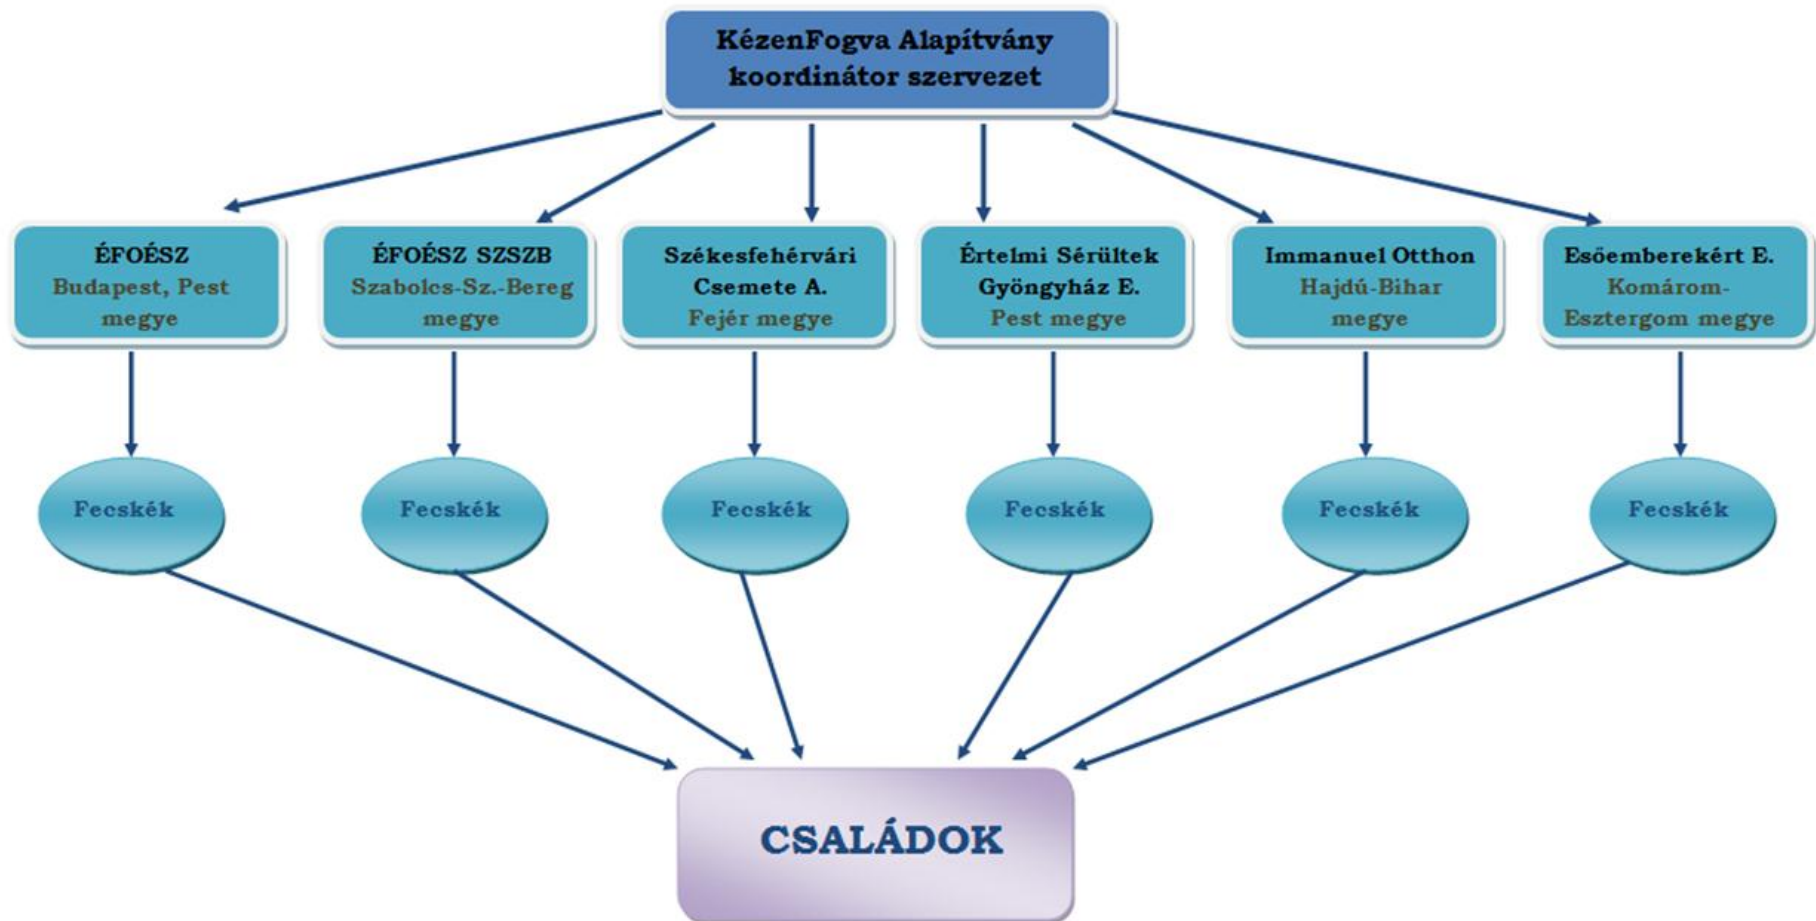 KézenFogva Alapítvány
koordinátor szervezet
ÉFOÉSZ
Budapest, Pest
megye
ÉFOÉSZ SZSZB
Szabolcs-Sz.-Bereg
megye
Székesfehérvári
Csemete A.
Fejér megye
Értelmi Sérültek
Gyöngyház E.
Pest megye
Immanuel Otthon
Hajdú-Bihar
megye
Esőemberekért E.
Komárom-
Esztergom megye
Fecskék
Fecskék
Fecskék
Fecskék
Fecskék
Fecskék
CSALÁDOK